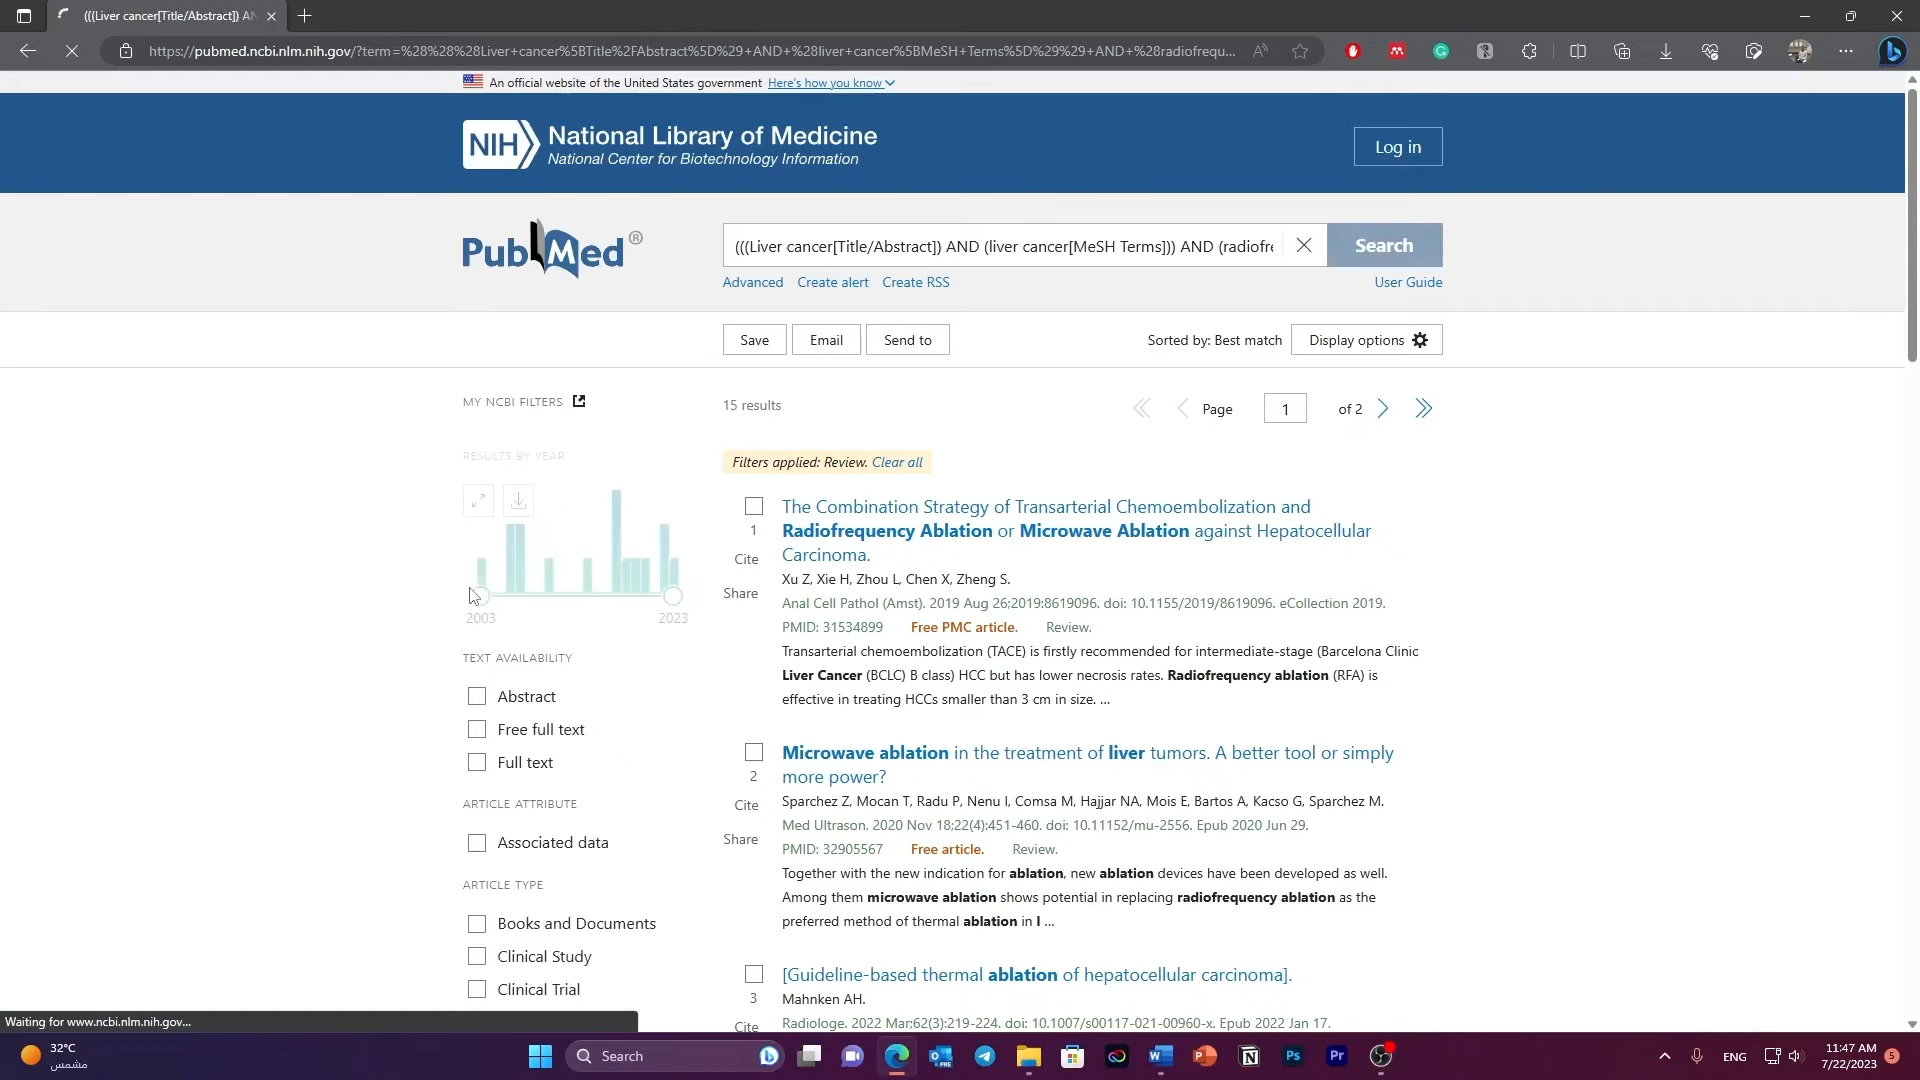 (((Liver cancer[Title/Abstract]) AN
https://pubmed.ncbi.nlm.nih.gov/?term=%28%28%28Liver+cancer%5BTitle%2FAbstract%5D%29+AND+%28liver+cancer%5BMeSH+Terms%5D%29%29+AND+%28radiofrequ...
An official website of the United States government Here's how you know
NIH National Library of Medicine
National Center for Biotechnology Information
Log in
PubMed®
(((Liver cancer[Title/Abstract]) AND (liver cancer[MeSH Terms])) AND (radiofre
Search
Advanced Create alert Create RSS
User Guide
Save Email Send to
Sorted by: Best match Display options
MY NCBI FILTERS
15 results
Page 1 of 2
RESULTS BY YEAR
2003 2023
TEXT AVAILABILITY
Abstract
Free full text
Full text
ARTICLE ATTRIBUTE
Associated data
ARTICLE TYPE
Books and Documents
Clinical Study
Clinical Trial
Filters applied: Review. Clear all
1
Cite
Share
The Combination Strategy of Transarterial Chemoembolization and
Radiofrequency Ablation or Microwave Ablation against Hepatocellular
Carcinoma.
Xu Z, Xie H, Zhou L, Chen X, Zheng S.
Anal Cell Pathol (Amst). 2019 Aug 26;2019:8619096. doi: 10.1155/2019/8619096. eCollection 2019.
PMID: 31534899 Free PMC article. Review.
Transarterial chemoembolization (TACE) is firstly recommended for intermediate-stage (Barcelona Clinic
Liver Cancer (BCLC) B class) HCC but has lower necrosis rates. Radiofrequency ablation (RFA) is
effective in treating HCCs smaller than 3 cm in size. ...
2
Cite
Share
Microwave ablation in the treatment of liver tumors. A better tool or simply
more power?
Sparchez Z, Mocan T, Radu P, Nenu I, Comsa M, Hajjar NA, Mois E, Bartos A, Kacso G, Sparchez M.
Med Ultrason. 2020 Nov 18;22(4):451-460. doi: 10.11152/mu-2556. Epub 2020 Jun 29.
PMID: 32905567 Free article. Review.
Together with the new indication for ablation, new ablation devices have been developed as well.
Among them microwave ablation shows potential in replacing radiofrequency ablation as the
preferred method of thermal ablation in l ...
3
Cite
[Guideline-based thermal ablation of hepatocellular carcinoma].
Mahnken AH.
Radiologe. 2022 Mar;62(3):219-224. doi: 10.1007/s00117-021-00960-x. Epub 2022 Jan 17.
Waiting for www.ncbi.nlm.nih.gov...
32°C
مشمس
Search
ENG
11:47 AM
7/22/2023
5